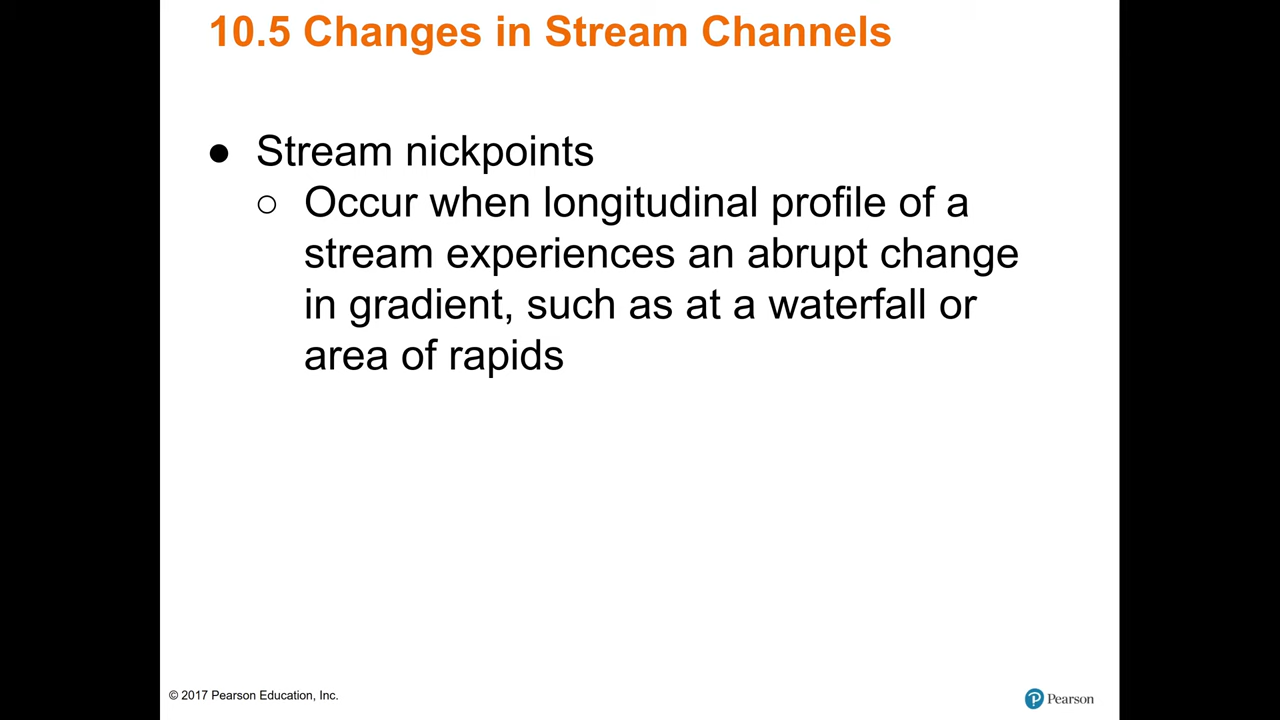 10.5 Changes in Stream Channels
● Stream nickpoints
○ Occur when longitudinal profile of a
stream experiences an abrupt change
in gradient, such as at a waterfall or
area of rapids
© 2017 Pearson Education, Inc.
P Pearson